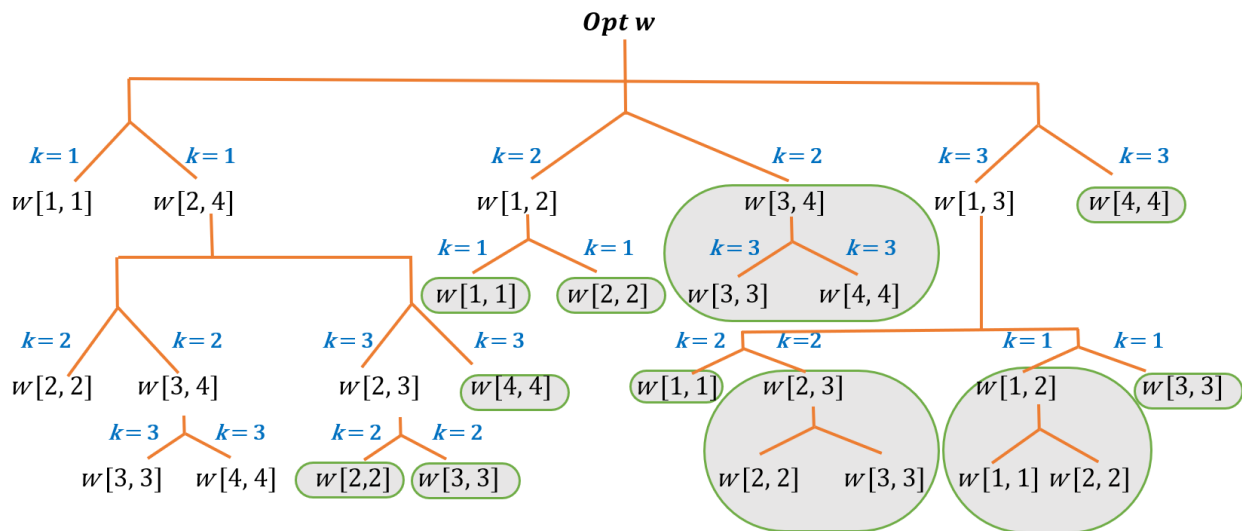 Opt w
k = 1 k = 1 k = 2 k = 2 k = 3 k = 3
w[1, 1] w[2, 4] w[1, 2] w[3, 4] w[1, 3] w[4, 4]
k = 1 k = 1 k = 3 k = 3
w[1, 1] w[2, 2] w[3, 3] w[4, 4]
k = 2 k = 2 k = 3 k = 3 k = 2 k = 2 k = 1 k = 1
w[2, 2] w[3, 4] w[2, 3] w[4, 4] w[1, 1] w[2, 3] w[1, 2] w[3, 3]
k = 3 k = 3 k = 2 k = 2
w[3, 3] w[4, 4] w[2,2] w[3, 3] w[2, 2] w[3, 3] w[1, 1] w[2, 2]